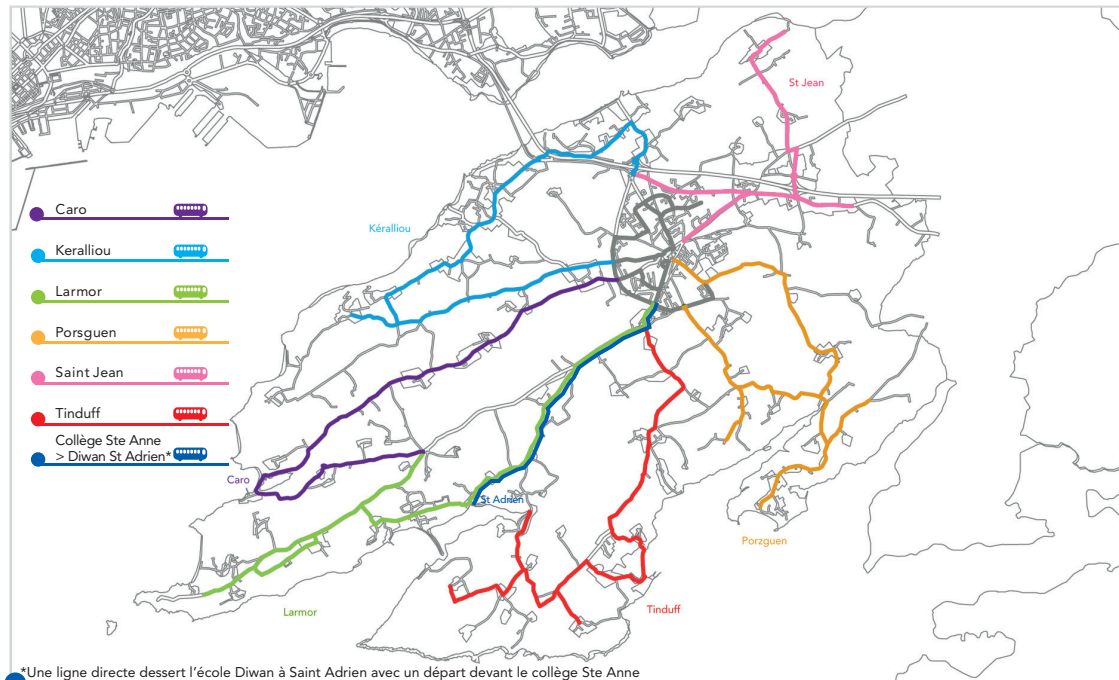 Caro
Keralliou
Larmor
Porsguen
Saint Jean
Tinduff
Collège Ste Anne
> Diwan St Adrien*
St Jean
Kéralliou
Caro
St Adrien
Porzguen
Larmor
Tinduff
*Une ligne directe dessert l’école Diwan à Saint Adrien avec un départ devant le collège Ste Anne